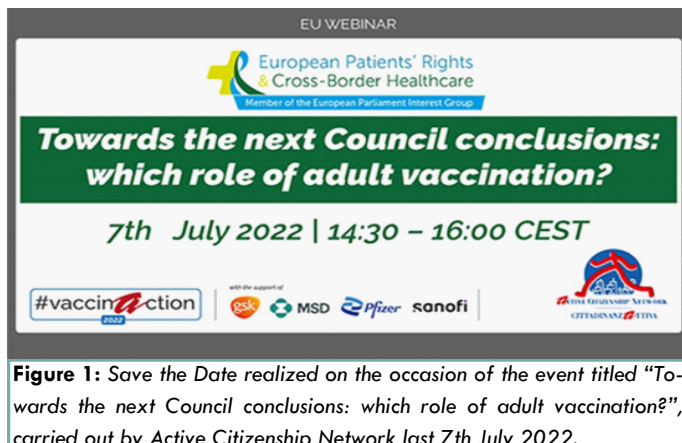 EU WEBINAR
European Patients' Rights
& Cross-Border Healthcare
Member of the European Parliament Interest Group
Towards the next Council conclusions:
which role of adult vaccination?
7th July 2022 | 14:30 – 16:00 CEST
with the support of
#vaccinaction
2022
gsk
MSD
Pfizer
sanofi
ACTIVE CITIZENSHIP NETWORK
CITTADINANZATTIVA
Figure 1: Save the Date realized on the occasion of the event titled “To-
wards the next Council conclusions: which role of adult vaccination?”,
carried out by Active Citizenship Network last 7th July 2022.